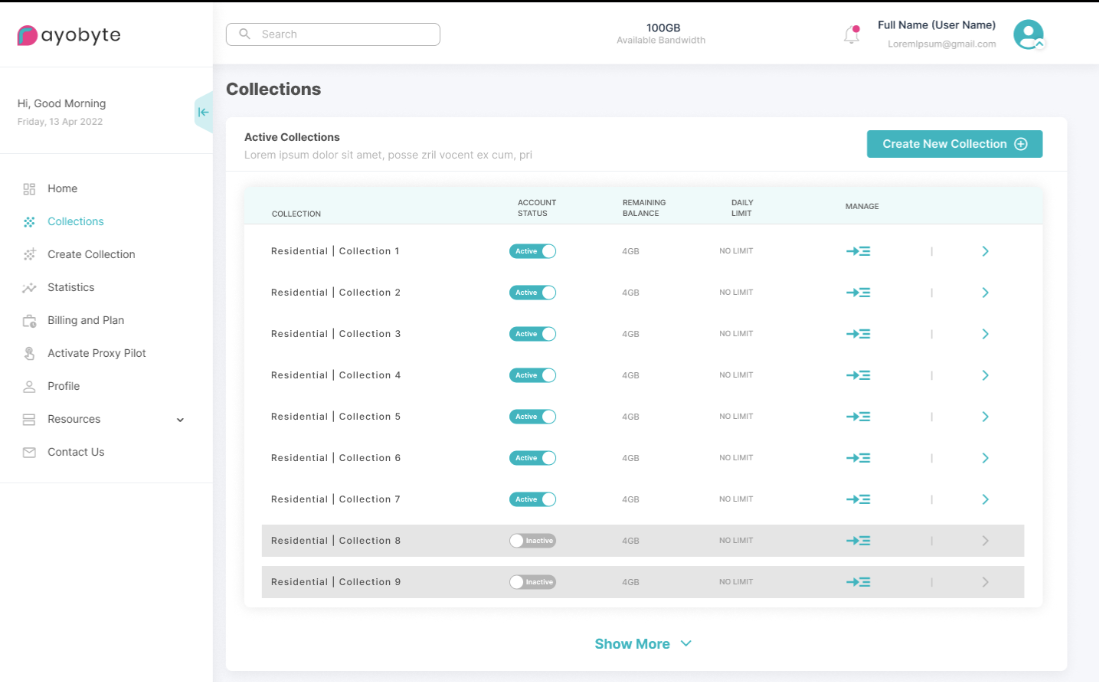 ayobyte
Search
100GB
Available Bandwidth
Full Name (User Name)
Loremlpsum@gmail.com
Hi, Good Morning
Friday, 13 Apr 2022
Home
Collections
Create Collection
Statistics
Billing and Plan
Activate Proxy Pilot
Profile
Resources
Contact Us
Collections
Active Collections
Lorem ipsum dolor sit amet, posse zril vocent ex cum, pri
Create New Collection
COLLECTION ACCOUNT STATUS REMAINING BALANCE DAILY LIMIT MANAGE
Residential | Collection 1 Active 4GB NO LIMIT |
Residential | Collection 2 Active 4GB NO LIMIT |
Residential | Collection 3 Active 4GB NO LIMIT |
Residential | Collection 4 Active 4GB NO LIMIT |
Residential | Collection 5 Active 4GB NO LIMIT |
Residential | Collection 6 Active 4GB NO LIMIT |
Residential | Collection 7 Active 4GB NO LIMIT |
Residential | Collection 8 Inactive 4GB NO LIMIT |
Residential | Collection 9 Inactive 4GB NO LIMIT |
Show More